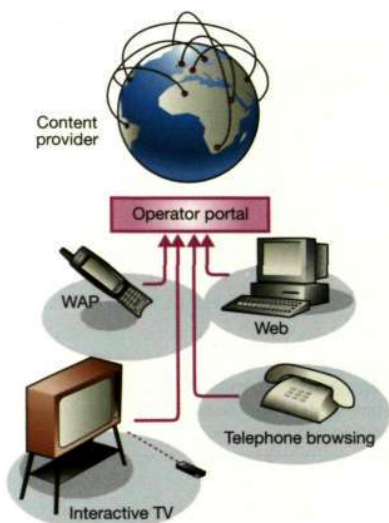 Content
provider
Operator portal
WAP
Web
Telephone browsing
Interactive TV